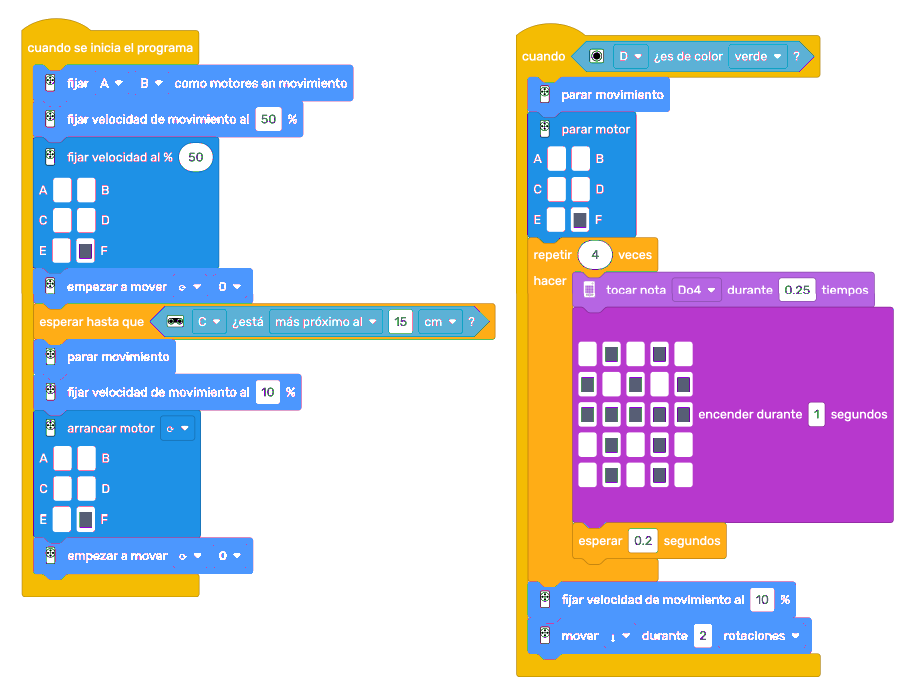 cuando se inicia el programa
fijar A B como motores en movimiento
fijar velocidad de movimiento al 50 %
fijar velocidad al % 50
A B
C D
E F
empezar a mover 0
esperar hasta que C ¿está más próximo al 15 cm ?
parar movimiento
fijar velocidad de movimiento al 10 %
arrancar motor
A B
C D
E F
empezar a mover 0
cuando D ¿es de color verde ?
parar movimiento
parar motor
A B
C D
E F
repetir 4 veces
hacer
tocar nota Do4 durante 0.25 tiempos
encender durante 1 segundos
esperar 0.2 segundos
fijar velocidad de movimiento al 10 %
mover ↓ durante 2 rotaciones